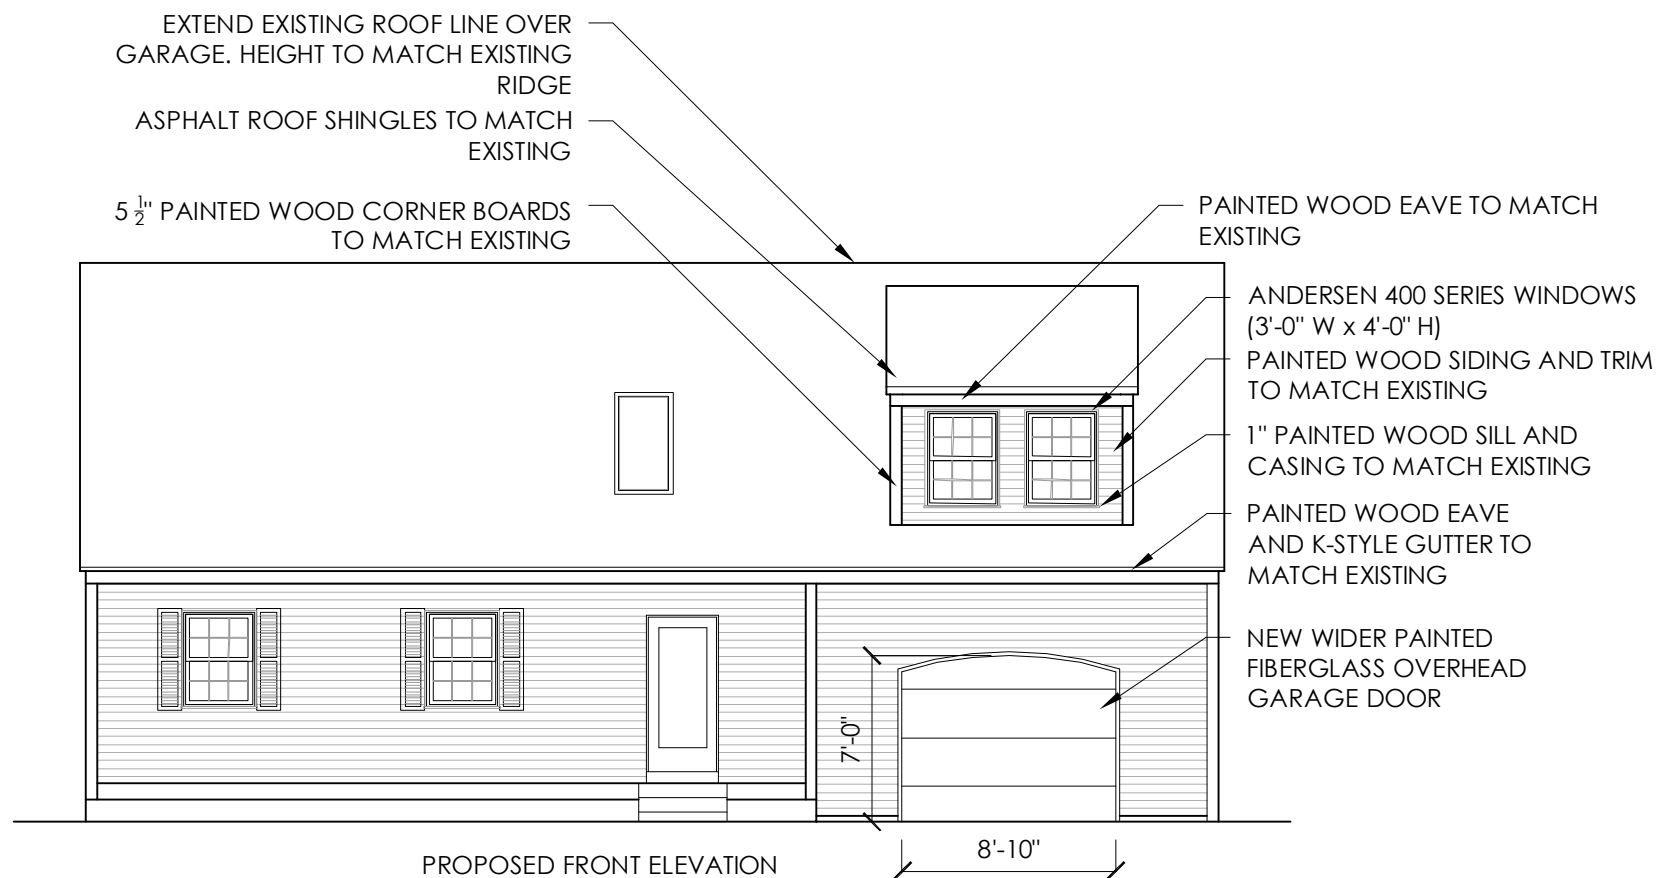 EXTEND EXISTING ROOF LINE OVER
GARAGE. HEIGHT TO MATCH EXISTING
RIDGE
ASPHALT ROOF SHINGLES TO MATCH
EXISTING
5 1/2" PAINTED WOOD CORNER BOARDS
TO MATCH EXISTING
PAINTED WOOD EAVE TO MATCH
EXISTING
ANDERSEN 400 SERIES WINDOWS
(3'-0" W x 4'-0" H)
PAINTED WOOD SIDING AND TRIM
TO MATCH EXISTING
1" PAINTED WOOD SILL AND
CASING TO MATCH EXISTING
PAINTED WOOD EAVE
AND K-STYLE GUTTER TO
MATCH EXISTING
NEW WIDER PAINTED
FIBERGLASS OVERHEAD
GARAGE DOOR
7'-0"
8'-10"
PROPOSED FRONT ELEVATION